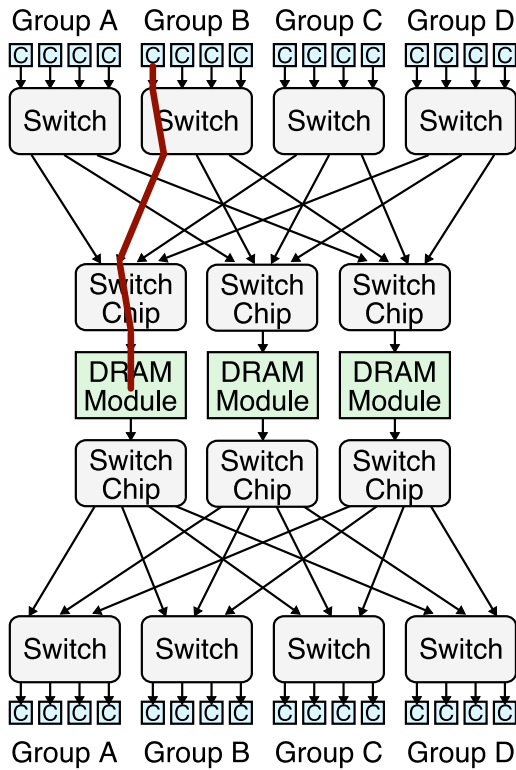 Group A Group B Group C Group D
C C C C C C C C C C C C C C C C
Switch Switch Switch Switch
Switch Switch Switch
Chip Chip Chip
DRAM DRAM DRAM
Module Module Module
Switch Switch Switch
Chip Chip Chip
Switch Switch Switch Switch
C C C C C C C C C C C C C C C C
Group A Group B Group C Group D